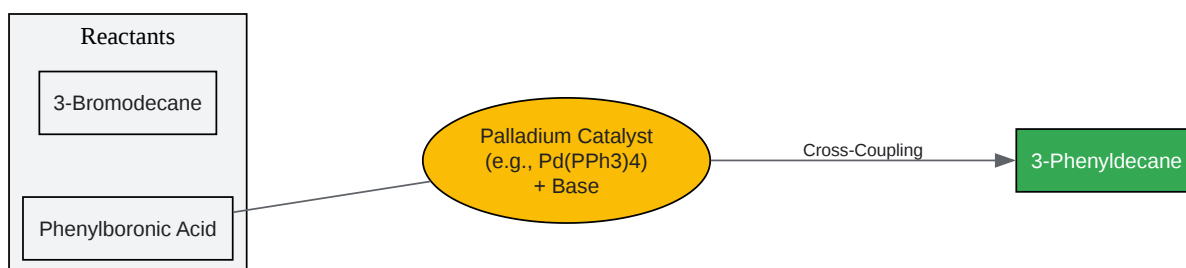 Reactants
3-Bromodecane
Phenylboronic Acid
Palladium Catalyst
(e.g., Pd(PPh3)4)
+ Base
Cross-Coupling
3-Phenyldecane